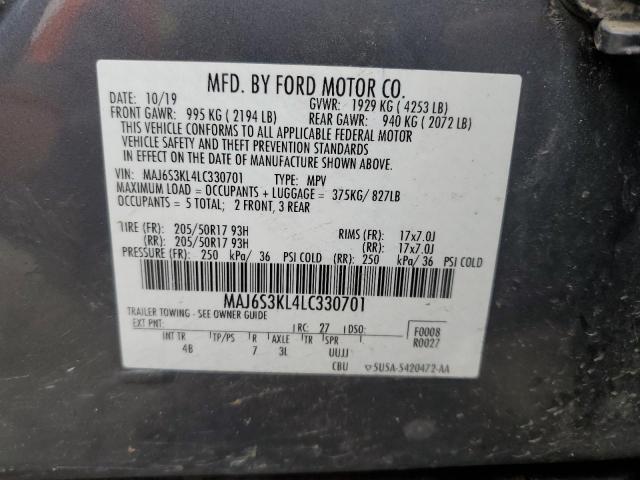 MFD. BY FORD MOTOR CO.
DATE: 10/19 GVWR: 1929 KG ( 4253 LB)
FRONT GAWR: 995 KG ( 2194 LB) REAR GAWR: 940 KG ( 2072 LB)
THIS VEHICLE CONFORMS TO ALL APPLICABLE FEDERAL MOTOR
VEHICLE SAFETY AND THEFT PREVENTION STANDARDS
IN EFFECT ON THE DATE OF MANUFACTURE SHOWN ABOVE.
VIN: MAJ6S3KL4LC330701 TYPE: MPV
MAXIMUM LOAD = OCCUPANTS + LUGGAGE = 375KG/ 827LB
OCCUPANTS = 5 TOTAL; 2 FRONT, 3 REAR
TIRE (FR): 205/50R17 93H RIMS (FR): 17x7.0J
(RR): 205/50R17 93H (RR): 17x7.0J
PRESSURE (FR): 250 kPa/ 36 PSI COLD (RR): 250 kPa/36 PSI COLD
MAJ6S3KL4LC330701
TRAILER TOWING - SEE OWNER GUIDE
EXT PNT: RC: 27 DSO: F0008
INT TR TP/PS R AXLE TR SPR R0027
4B 7 3L UUJJ
CBU 5U5A-5420472-AA